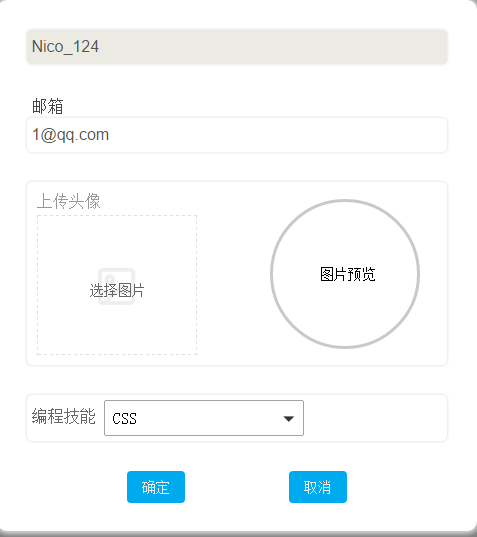 Nico_124
邮箱
1@qq.com
上传头像
选择图片
图片预览
编程技能 CSS
确定 取消